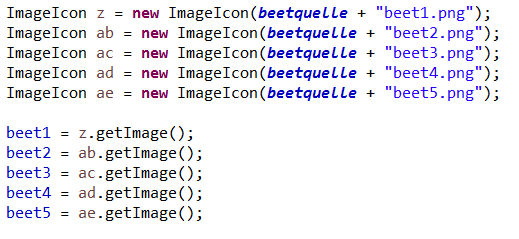 ImageIcon z = new ImageIcon(beetquelle + "beet1.png");
ImageIcon ab = new ImageIcon(beetquelle + "beet2.png");
ImageIcon ac = new ImageIcon(beetquelle + "beet3.png");
ImageIcon ad = new ImageIcon(beetquelle + "beet4.png");
ImageIcon ae = new ImageIcon(beetquelle + "beet5.png");
beet1 = z.getImage();
beet2 = ab.getImage();
beet3 = ac.getImage();
beet4 = ad.getImage();
beet5 = ae.getImage();